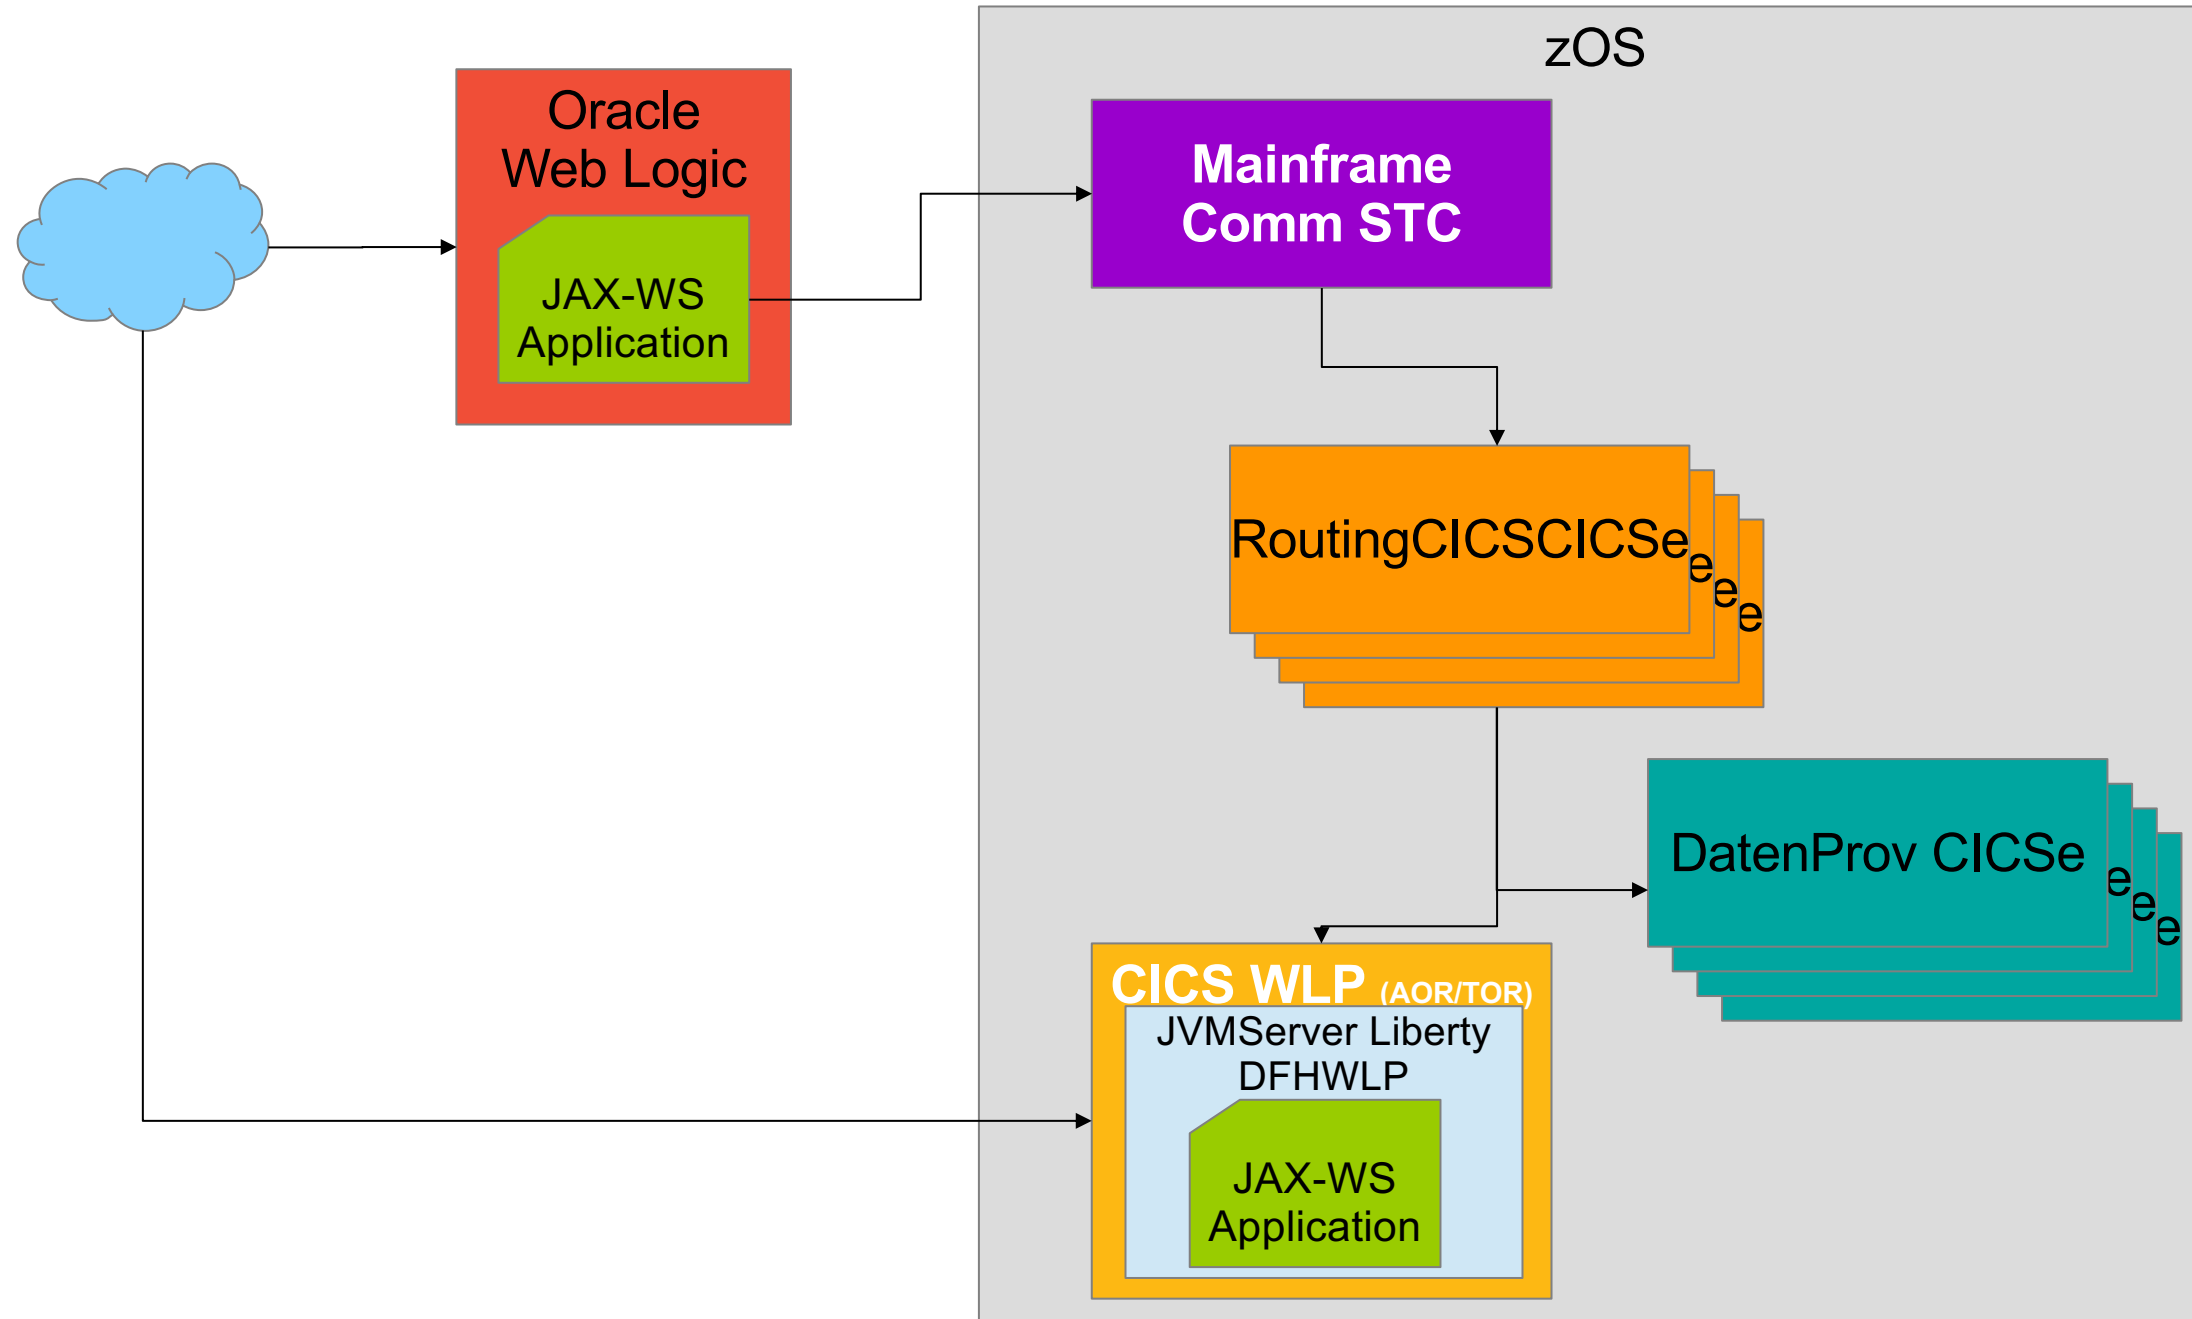 zOS
Oracle
Web Logic
JAX-WS
Application
Mainframe
Comm STC
RoutingCICSCICSe
e
e
e
DatenProv CICSe
e
e
e
CICS WLP (AOR/TOR)
JVMServer Liberty
DFHWLP
JAX-WS
Application